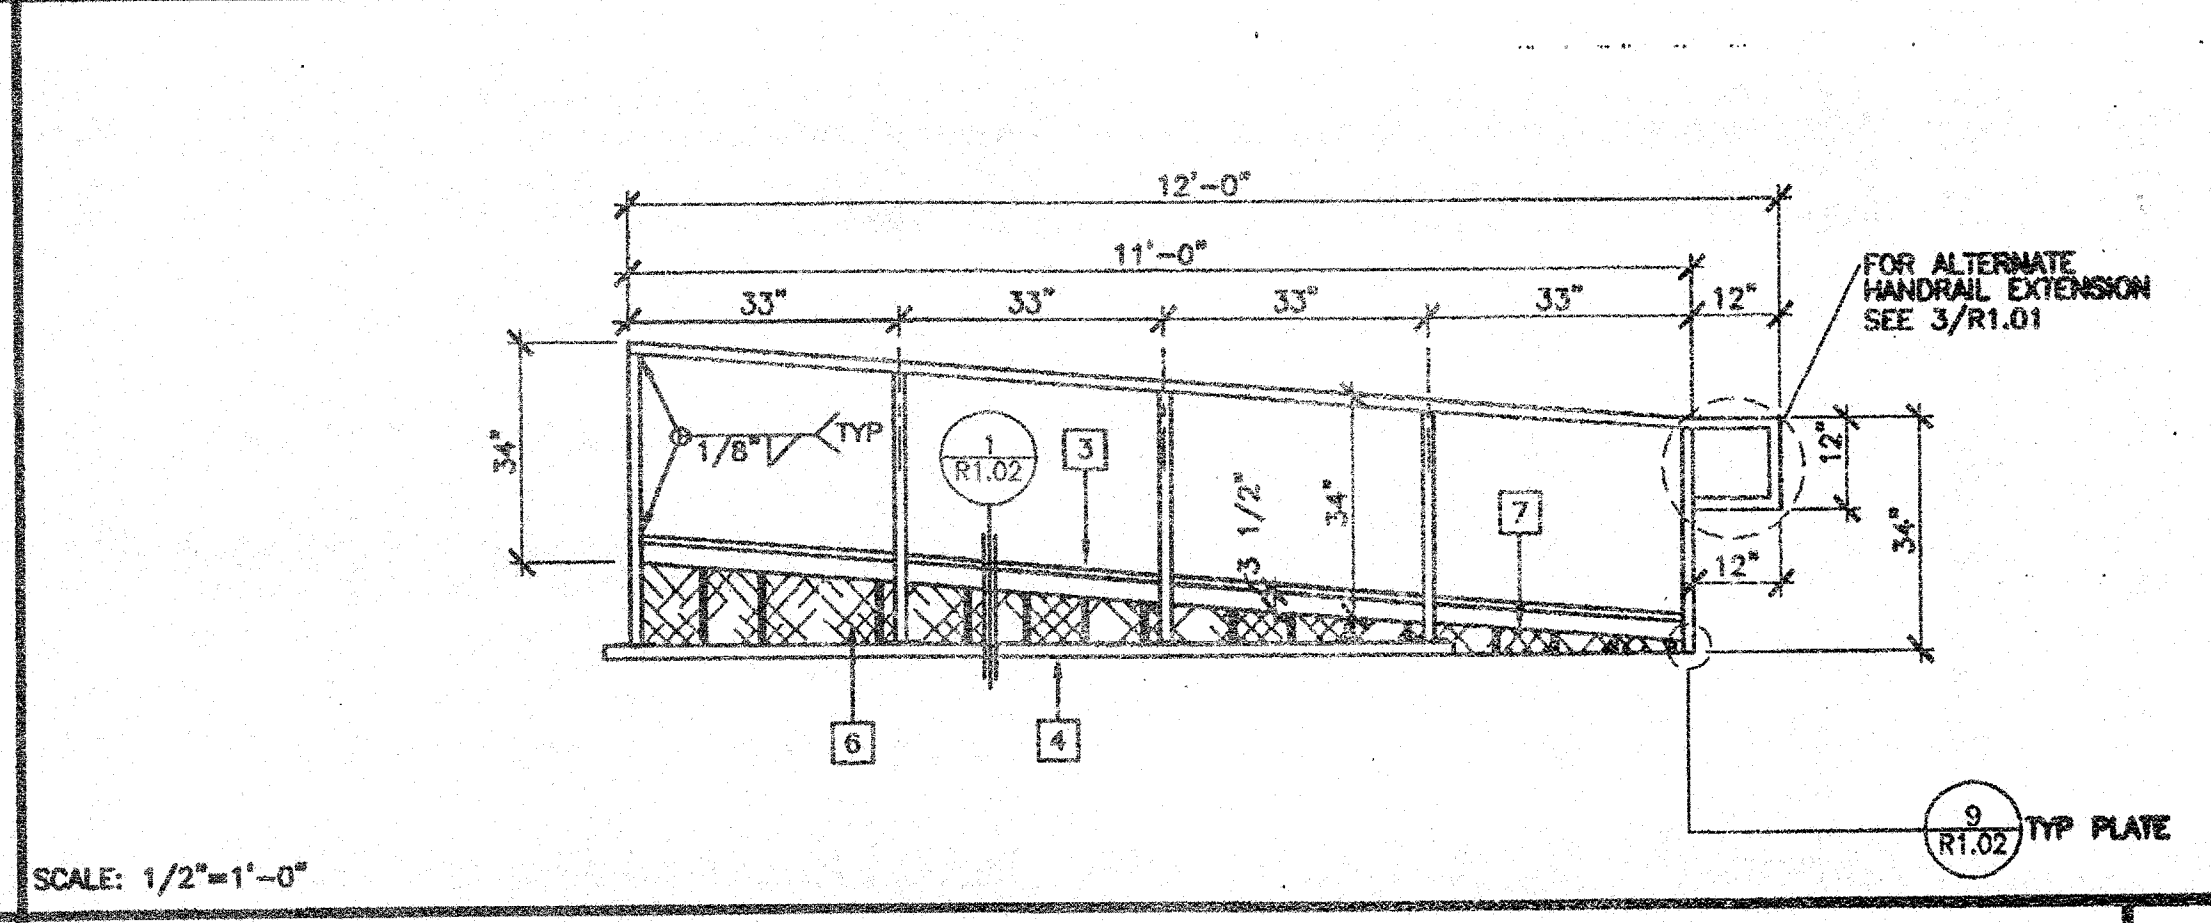 12'-0"
11'-0"
33" 33" 33" 33" 12"
FOR ALTERNATE
HANDRAIL EXTENSION
SEE 3/R1.01
34"
1/8" TYP
1
R1.02
3
3 1/2"
34"
7
12"
34"
12"
6
4
9
R1.02
TYP PLATE
SCALE: 1/2"=1'-0"